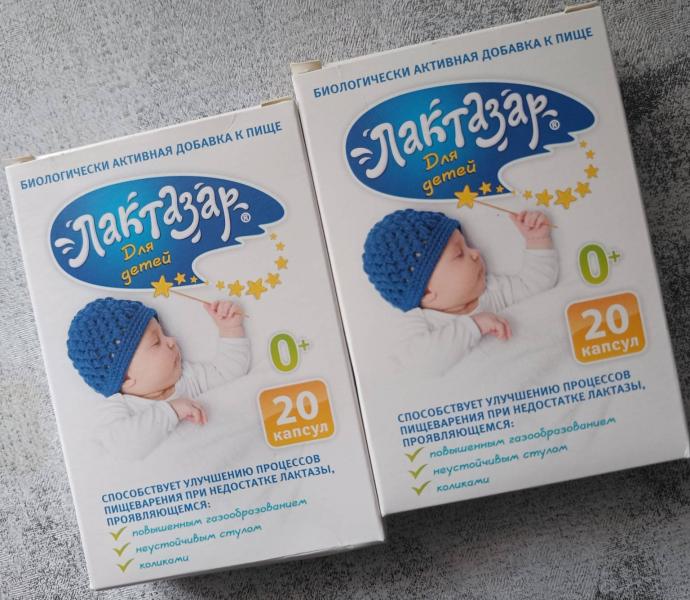 БИОЛОГИЧЕСКИ АКТИВНАЯ ДОБАВКА К ПИЩЕ
Лактазар®
Для
детей
0+
20
капсул
СПОСОБСТВУЕТ УЛУЧШЕНИЮ ПРОЦЕССОВ
ПИЩЕВАРЕНИЯ ПРИ НЕДОСТАТКЕ ЛАКТАЗЫ,
ПРОЯВЛЯЮЩЕМСЯ:
повышенным газообразованием
неустойчивым стулом
коликами
БИОЛОГИЧЕСКИ АКТИВНАЯ ДОБАВКА К ПИЩЕ
Лактазар®
Для
детей
0+
20
капсул
СПОСОБСТВУЕТ УЛУЧШЕНИЮ ПРОЦЕССОВ
ПИЩЕВАРЕНИЯ ПРИ НЕДОСТАТКЕ ЛАКТАЗЫ,
ПРОЯВЛЯЮЩЕМСЯ:
повышенным газообразованием
неустойчивым стулом
коликами